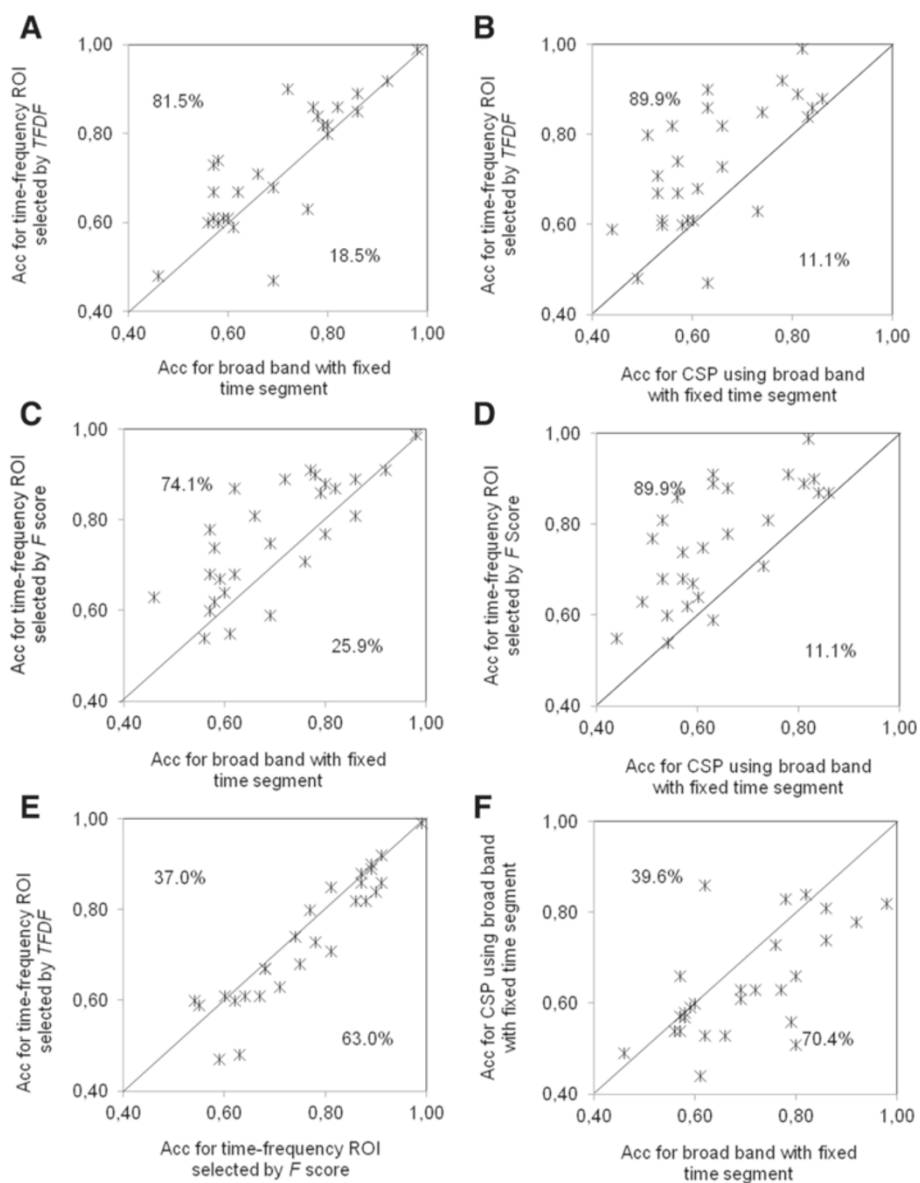 A
1,00
0,80
0,60
0,40
0,40
0,60
0,80
1,00
81.5%
18.5%
Acc for time-frequency ROI
selected by TFDF
Acc for broad band with fixed
time segment
B
1,00
0,80
0,60
0,40
0,40
0,60
0,80
1,00
89.9%
11.1%
Acc for time-frequency ROI
selected by TFDF
Acc for CSP using broad band
with fixed time segment
C
1,00
0,80
0,60
0,40
0,40
0,60
0,80
1,00
74.1%
25.9%
Acc for time-frequency ROI
selected by F score
Acc for broad band with fixed
time segment
D
1,00
0,80
0,60
0,40
0,40
0,60
0,80
1,00
89.9%
11.1%
Acc for time-frequency ROI
selected by F Score
Acc for CSP using broad band
with fixed time segment
E
1,00
0,80
0,60
0,40
0,40
0,60
0,80
1,00
37.0%
63.0%
Acc for time-frequency ROI
selected by TFDF
Acc for time-frequency ROI
selected by F score
F
1,00
0,80
0,60
0,40
0,40
0,60
0,80
1,00
39.6%
70.4%
Acc for CSP using broad band
with fixed time segment
Acc for broad band with fixed
time segment